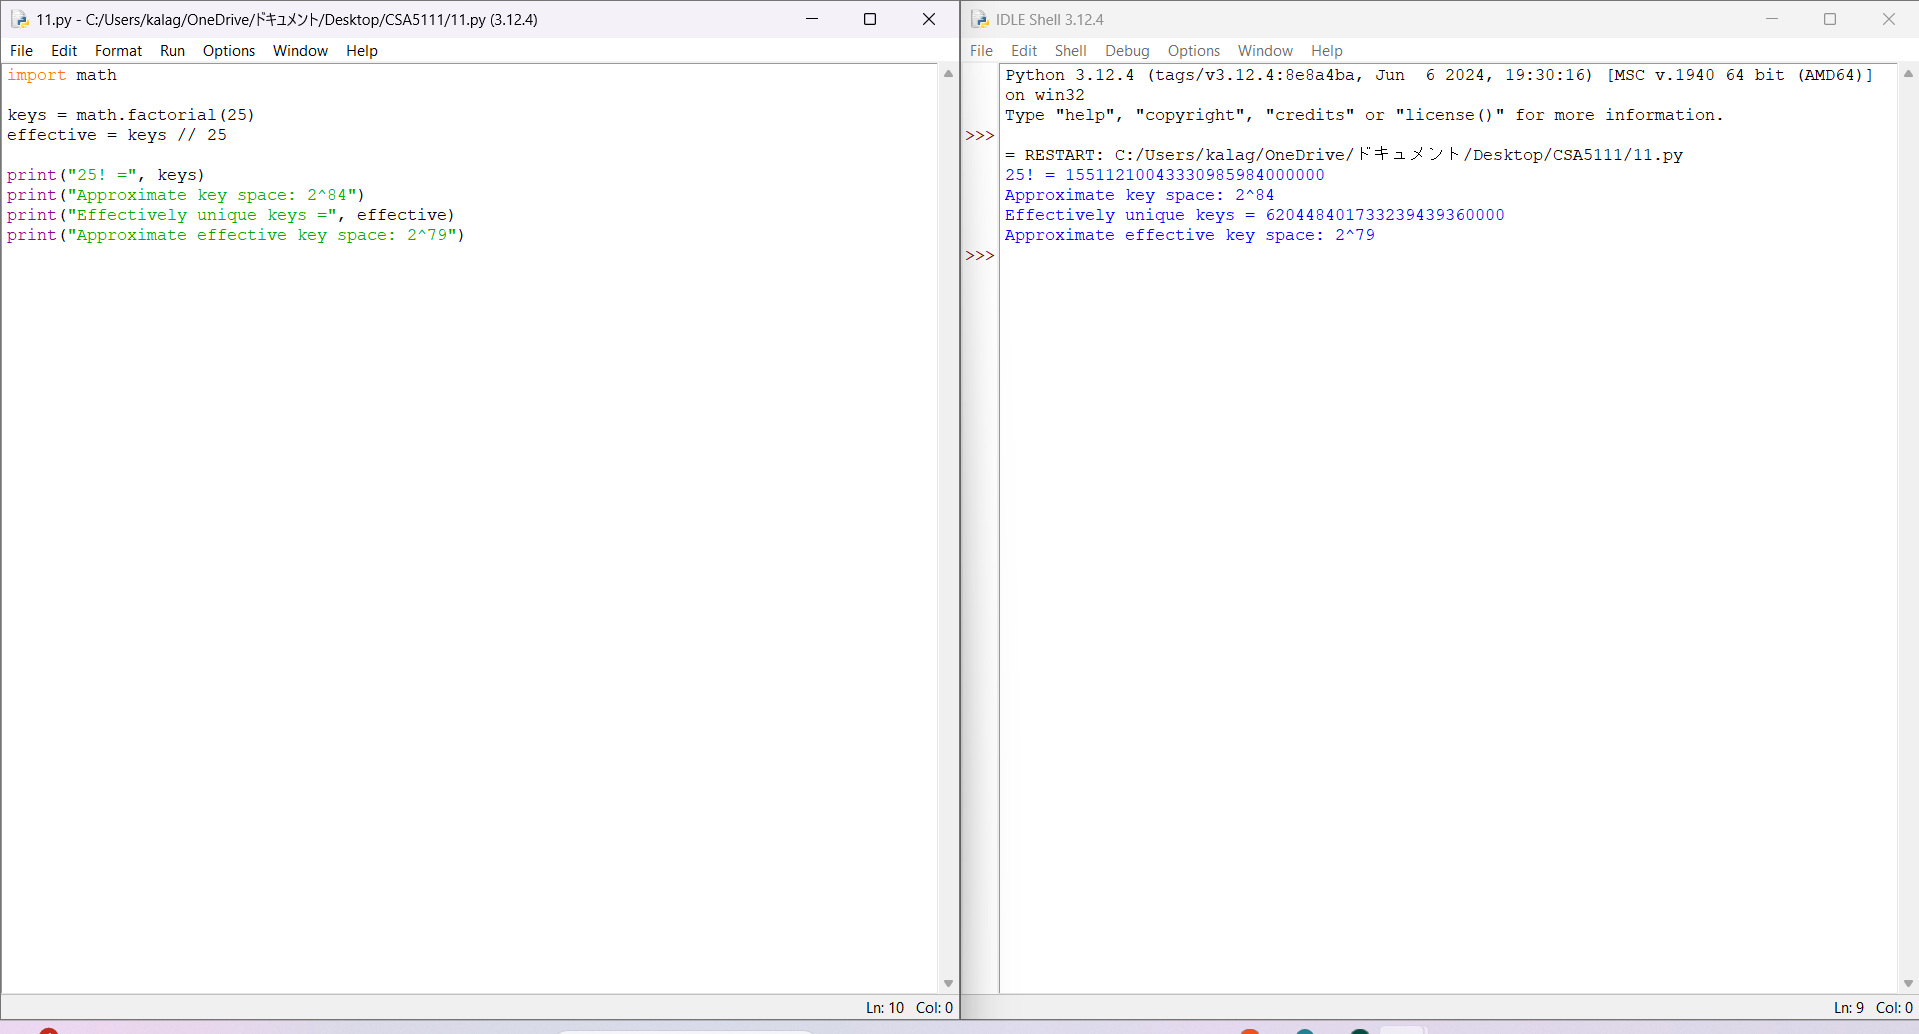 11.py - C:/Users/kalag/OneDrive/ドキュメント/Desktop/CSA5111/11.py (3.12.4)
File Edit Format Run Options Window Help
import math
keys = math.factorial(25)
effective = keys // 25
print("25! =", keys)
print("Approximate key space: 2^84")
print("Effectively unique keys =", effective)
print("Approximate effective key space: 2^79")
Ln: 10 Col: 0
IDLE Shell 3.12.4
File Edit Shell Debug Options Window Help
Python 3.12.4 (tags/v3.12.4:8e8a4ba, Jun  6 2024, 19:30:16) [MSC v.1940 64 bit (AMD64)]
on win32
Type "help", "copyright", "credits" or "license()" for more information.
>>>
= RESTART: C:/Users/kalag/OneDrive/ドキュメント/Desktop/CSA5111/11.py
25! = 15511210043330985984000000
Approximate key space: 2^84
Effectively unique keys = 620448401733239439360000
Approximate effective key space: 2^79
>>>
Ln: 9 Col: 0